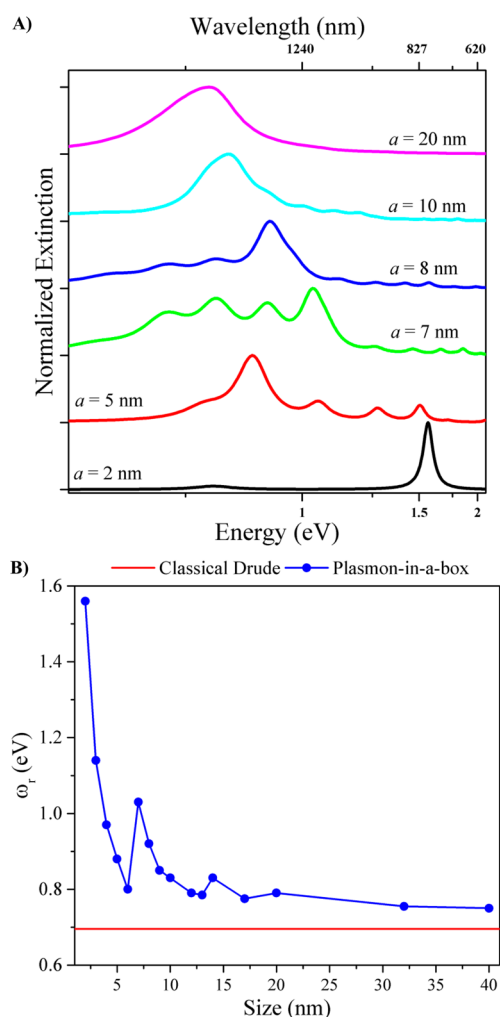 A)
Wavelength (nm)
1240 827 620
Normalized Extinction
a = 20 nm
a = 10 nm
a = 8 nm
a = 7 nm
a = 5 nm
a = 2 nm
1 1.5 2
Energy (eV)
B)
Classical Drude Plasmon-in-a-box
ω_r (eV)
1.6
1.4
1.2
1.0
0.8
0.6
5 10 15 20 25 30 35 40
Size (nm)